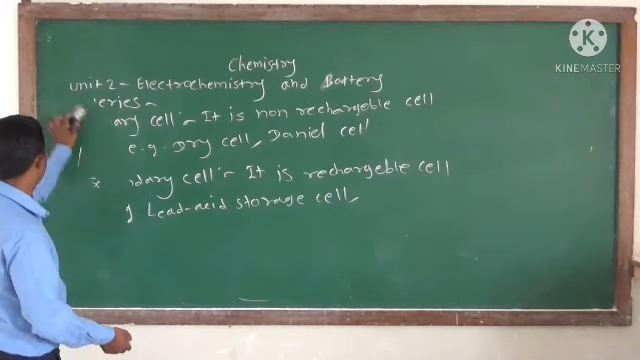 Chemistry
unit 2 - Electrochemistry and Battery
eries -
ary cell - It is non rechargeble cell
e.g. Dry cell, Daniel cell
dary cell - It is rechargeble cell
Lead-acid storage cell,
KINEMASTER